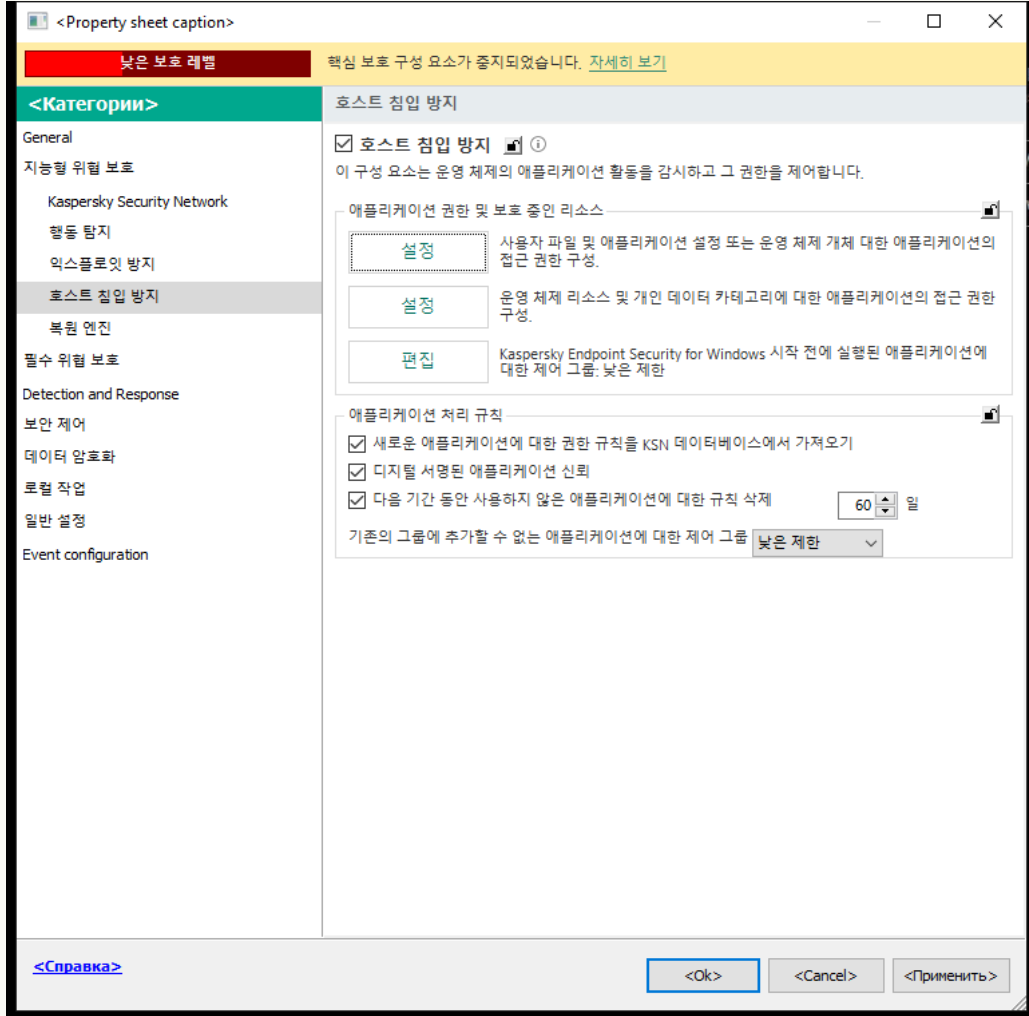 <Property sheet caption>
낮은 보호 레벨
핵심 보호 구성 요소가 중지되었습니다. 자세히 보기
<Категории>
호스트 침입 방지
General
지능형 위협 보호
Kaspersky Security Network
행동 탐지
익스플로잇 방지
호스트 침입 방지
복원 엔진
필수 위협 보호
Detection and Response
보안 제어
데이터 암호화
로컬 작업
일반 설정
Event configuration
호스트 침입 방지
이 구성 요소는 운영 체제의 애플리케이션 활동을 감시하고 그 권한을 제어합니다.
애플리케이션 권한 및 보호 중인 리소스
설정
사용자 파일 및 애플리케이션 설정 또는 운영 체제 개체 대한 애플리케이션의
접근 권한 구성.
설정
운영 체제 리소스 및 개인 데이터 카테고리에 대한 애플리케이션의 접근 권한
구성.
편집
Kaspersky Endpoint Security for Windows 시작 전에 실행된 애플리케이션에
대한 제어 그룹: 낮은 제한
애플리케이션 처리 규칙
새로운 애플리케이션에 대한 권한 규칙을 KSN 데이터베이스에서 가져오기
디지털 서명된 애플리케이션 신뢰
다음 기간 동안 사용하지 않은 애플리케이션에 대한 규칙 삭제 60 일
기존의 그룹에 추가할 수 없는 애플리케이션에 대한 제어 그룹 낮은 제한
<Справка>
<Ok> <Cancel> <Применить>